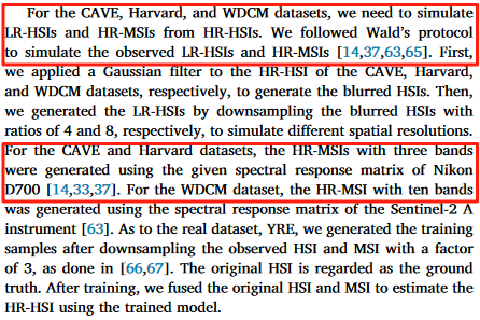 For the CAVE, Harvard, and WDCM datasets, we need to simulate
LR-HSIs and HR-MSIs from HR-HSIs. We followed Wald's protocol
to simulate the observed LR-HSIs and HR-MSIs [14,37,63,65]. First,
we applied a Gaussian filter to the HR-HSI of the CAVE, Harvard,
and WDCM datasets, respectively, to generate the blurred HSIs. Then,
we generated the LR-HSIs by downsampling the blurred HSIs with
ratios of 4 and 8, respectively, to simulate different spatial resolutions.
For the CAVE and Harvard datasets, the HR-MSIs with three bands
were generated using the given spectral response matrix of Nikon
D700 [14,33,37]. For the WDCM dataset, the HR-MSI with ten bands
was generated using the spectral response matrix of the Sentinel-2 A
instrument [63]. As to the real dataset, YRE, we generated the training
samples after downsampling the observed HSI and MSI with a factor
of 3, as done in [66,67]. The original HSI is regarded as the ground
truth. After training, we fused the original HSI and MSI to estimate the
HR-HSI using the trained model.